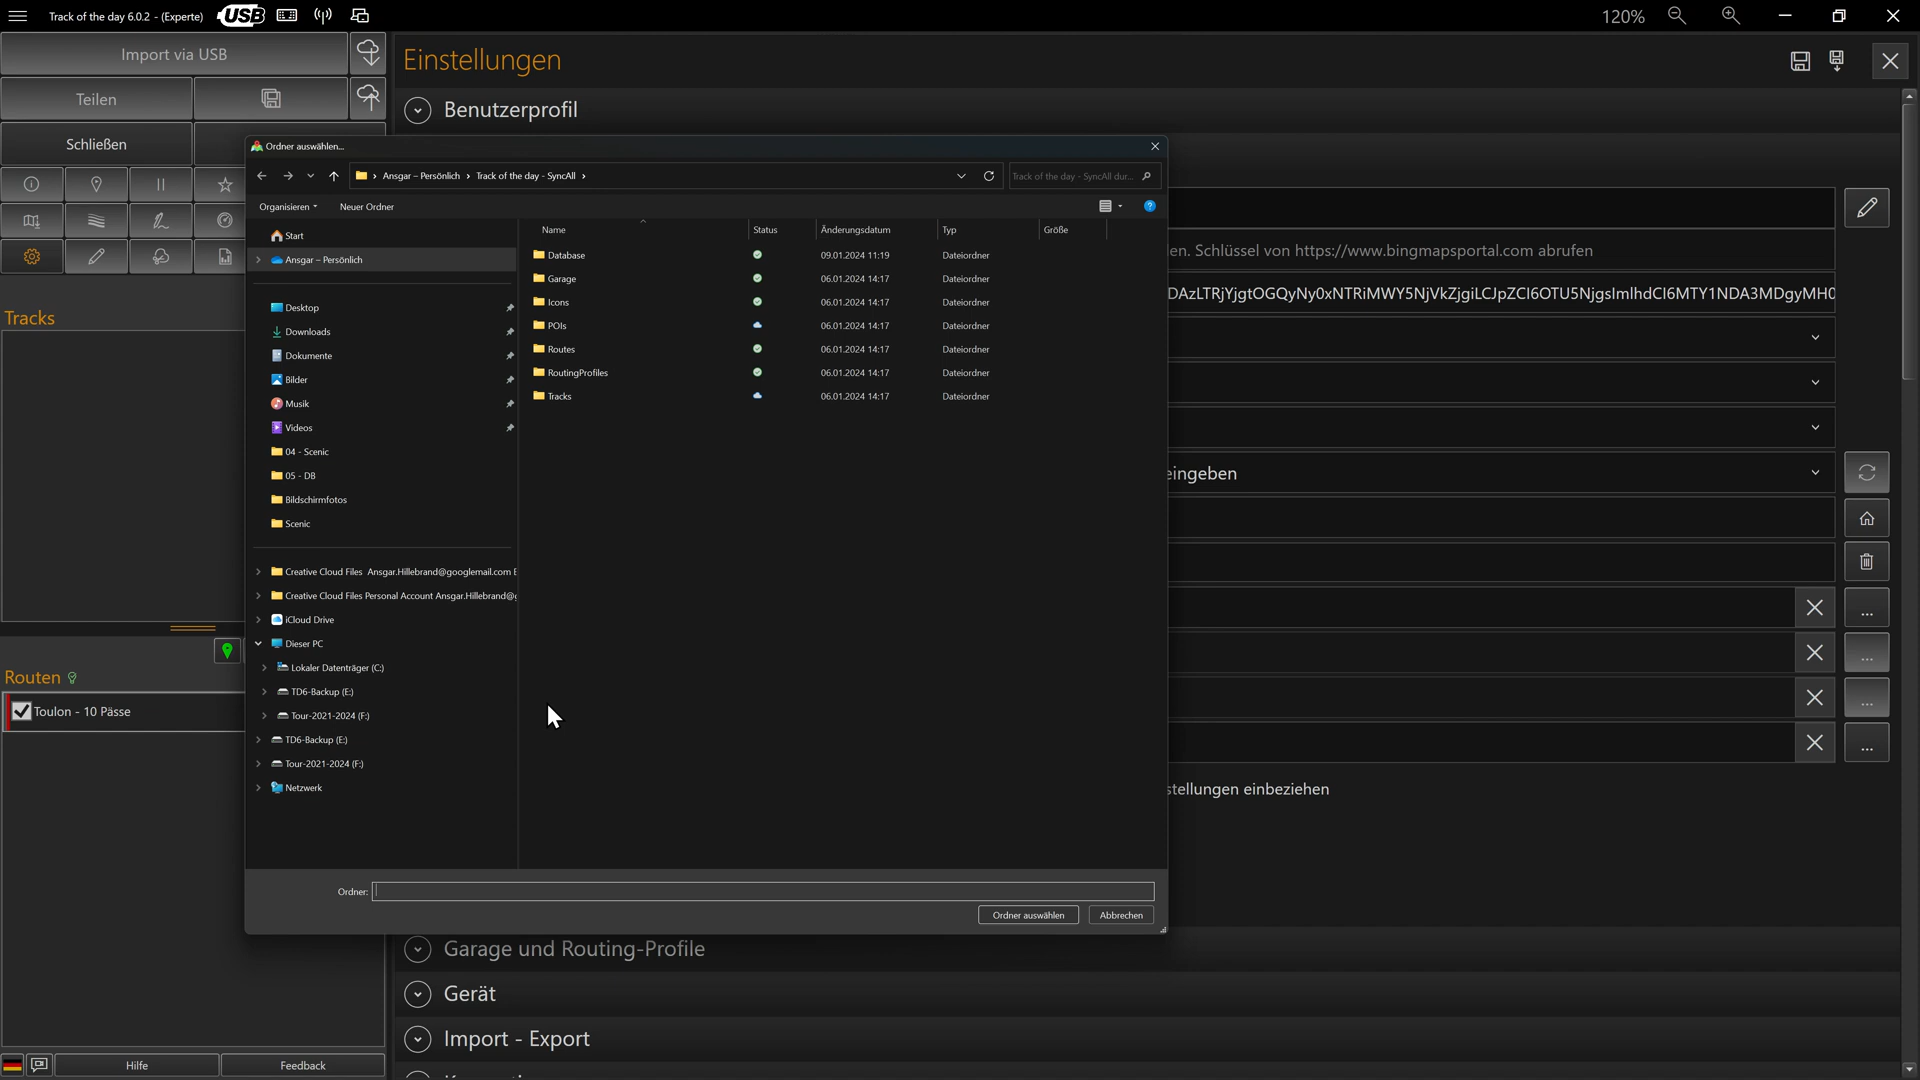 Track of the day 6.0.2 - (Experte)
USB
120%
Import via USB
Teilen
Schließen
Tracks
Routen
Toulon - 10 Pässe
Hilfe
Feedback
Einstellungen
Benutzerprofil
en. Schlüssel von https://www.bingmapsportal.com abrufen
DAzLTRjYjgtOGQyNy0xNTRiMWY5NjVkZjgiLCJpZCI6OTU5NjgsImlhdCI6MTY1NDA3MDgyMH0
eingeben
...
...
...
...
stellungen einbeziehen
Garage und Routing-Profile
Gerät
Import - Export
Ordner auswählen...
Ansgar – Persönlich
Track of the day - SyncAll
Track of the day - SyncAll dur...
Organisieren
Neuer Ordner
Start
Ansgar – Persönlich
Desktop
Downloads
Dokumente
Bilder
Musik
Videos
04 - Scenic
05 - DB
Bildschirmfotos
Scenic
Creative Cloud Files Ansgar.Hillebrand@googlemail.com
Creative Cloud Files Personal Account Ansgar.Hillebrand@g
iCloud Drive
Dieser PC
Lokaler Datenträger (C:)
TD6-Backup (E:)
Tour-2021-2024 (F:)
TD6-Backup (E:)
Tour-2021-2024 (F:)
Netzwerk
Name Status Änderungsdatum Typ Größe
Database 09.01.2024 11:19 Dateiordner
Garage 06.01.2024 14:17 Dateiordner
Icons 06.01.2024 14:17 Dateiordner
POIs 06.01.2024 14:17 Dateiordner
Routes 06.01.2024 14:17 Dateiordner
RoutingProfiles 06.01.2024 14:17 Dateiordner
Tracks 06.01.2024 14:17 Dateiordner
Ordner:
Ordner auswählen
Abbrechen